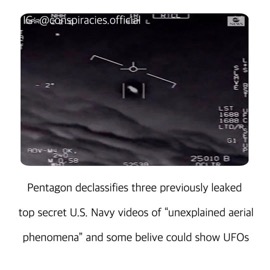 IG-@conspiracies.official
- 2°
LST
1688
1688 C
LTD/R
G1
25010 B
Pentagon declassifies three previously leaked
top secret U.S. Navy videos of "unexplained aerial
phenomena" and some belive could show UFOs